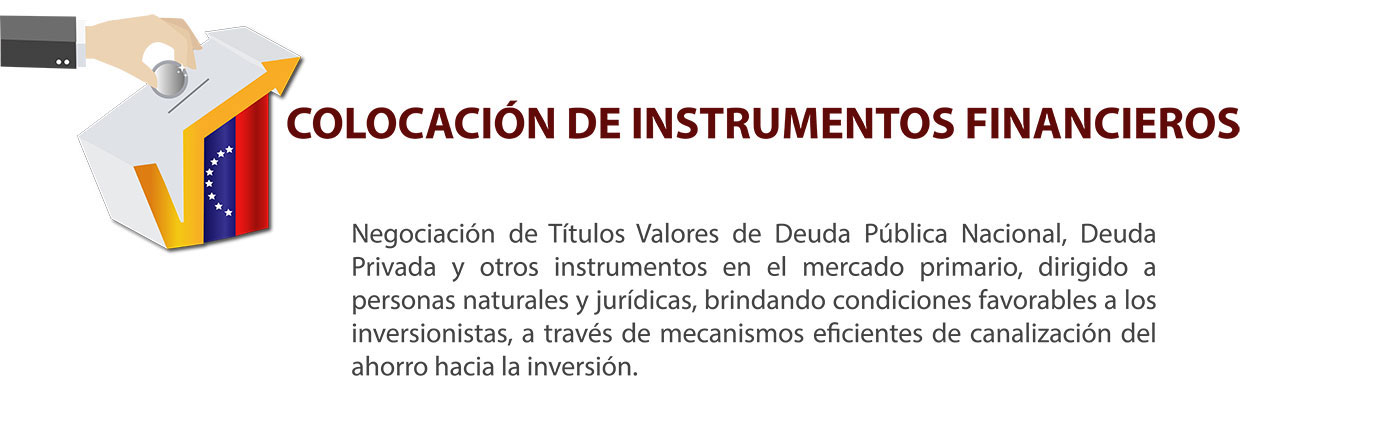 COLOCACIÓN DE INSTRUMENTOS FINANCIEROS
Negociación de Títulos Valores de Deuda Pública Nacional, Deuda
Privada y otros instrumentos en el mercado primario, dirigido a
personas naturales y jurídicas, brindando condiciones favorables a los
inversionistas, a través de mecanismos eficientes de canalización del
ahorro hacia la inversión.